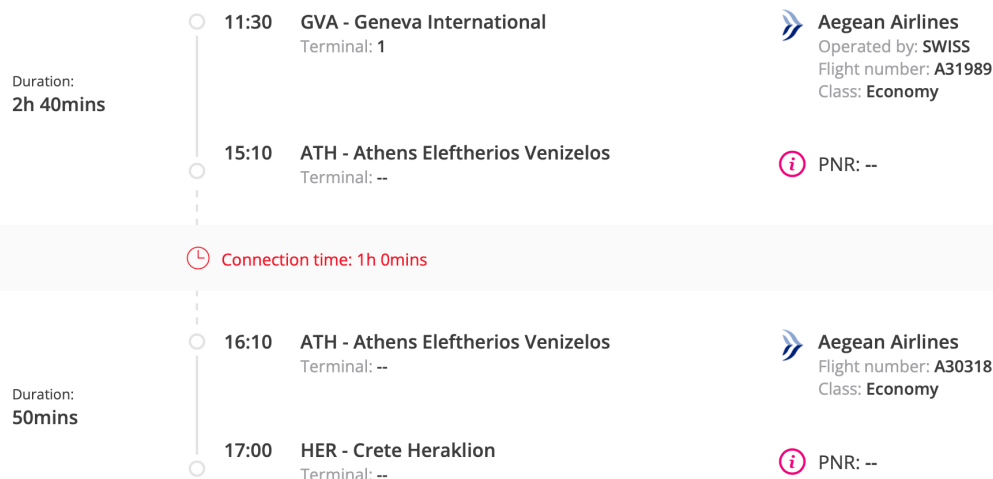 11:30 GVA - Geneva International
Terminal: 1
Aegean Airlines
Operated by: SWISS
Flight number: A31989
Class: Economy
Duration:
2h 40mins
15:10 ATH - Athens Eleftherios Venizelos
Terminal: --
PNR: --
Connection time: 1h 0mins
16:10 ATH - Athens Eleftherios Venizelos
Terminal: --
Aegean Airlines
Flight number: A30318
Class: Economy
Duration:
50mins
17:00 HER - Crete Heraklion
Terminal: --
PNR: --